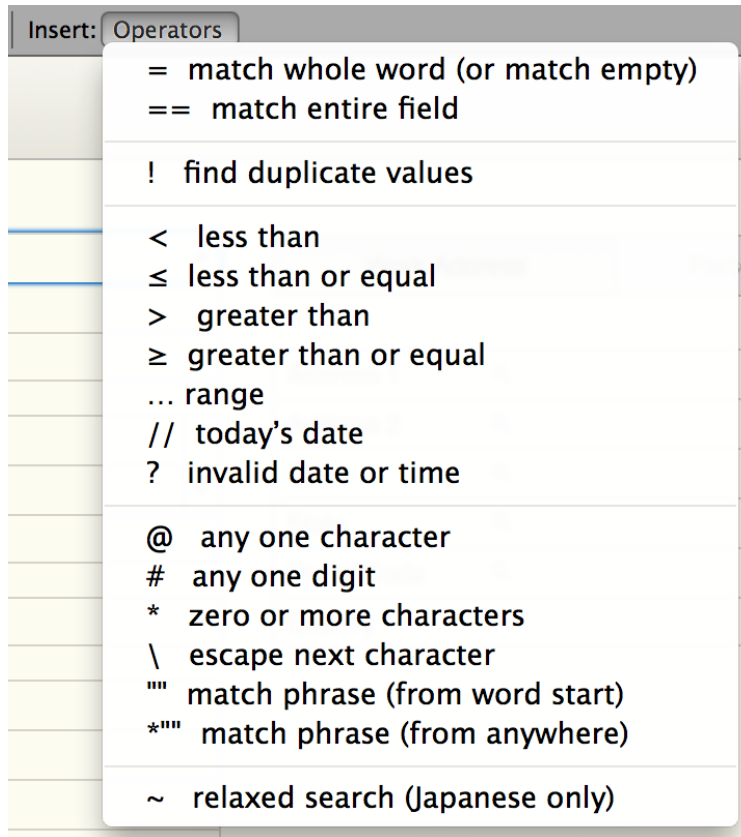 Insert: Operators
= match whole word (or match empty)
== match entire field
! find duplicate values
< less than
≤ less than or equal
> greater than
≥ greater than or equal
... range
// today’s date
? invalid date or time
@ any one character
# any one digit
* zero or more characters
\ escape next character
"" match phrase (from word start)
*"" match phrase (from anywhere)
~ relaxed search (Japanese only)